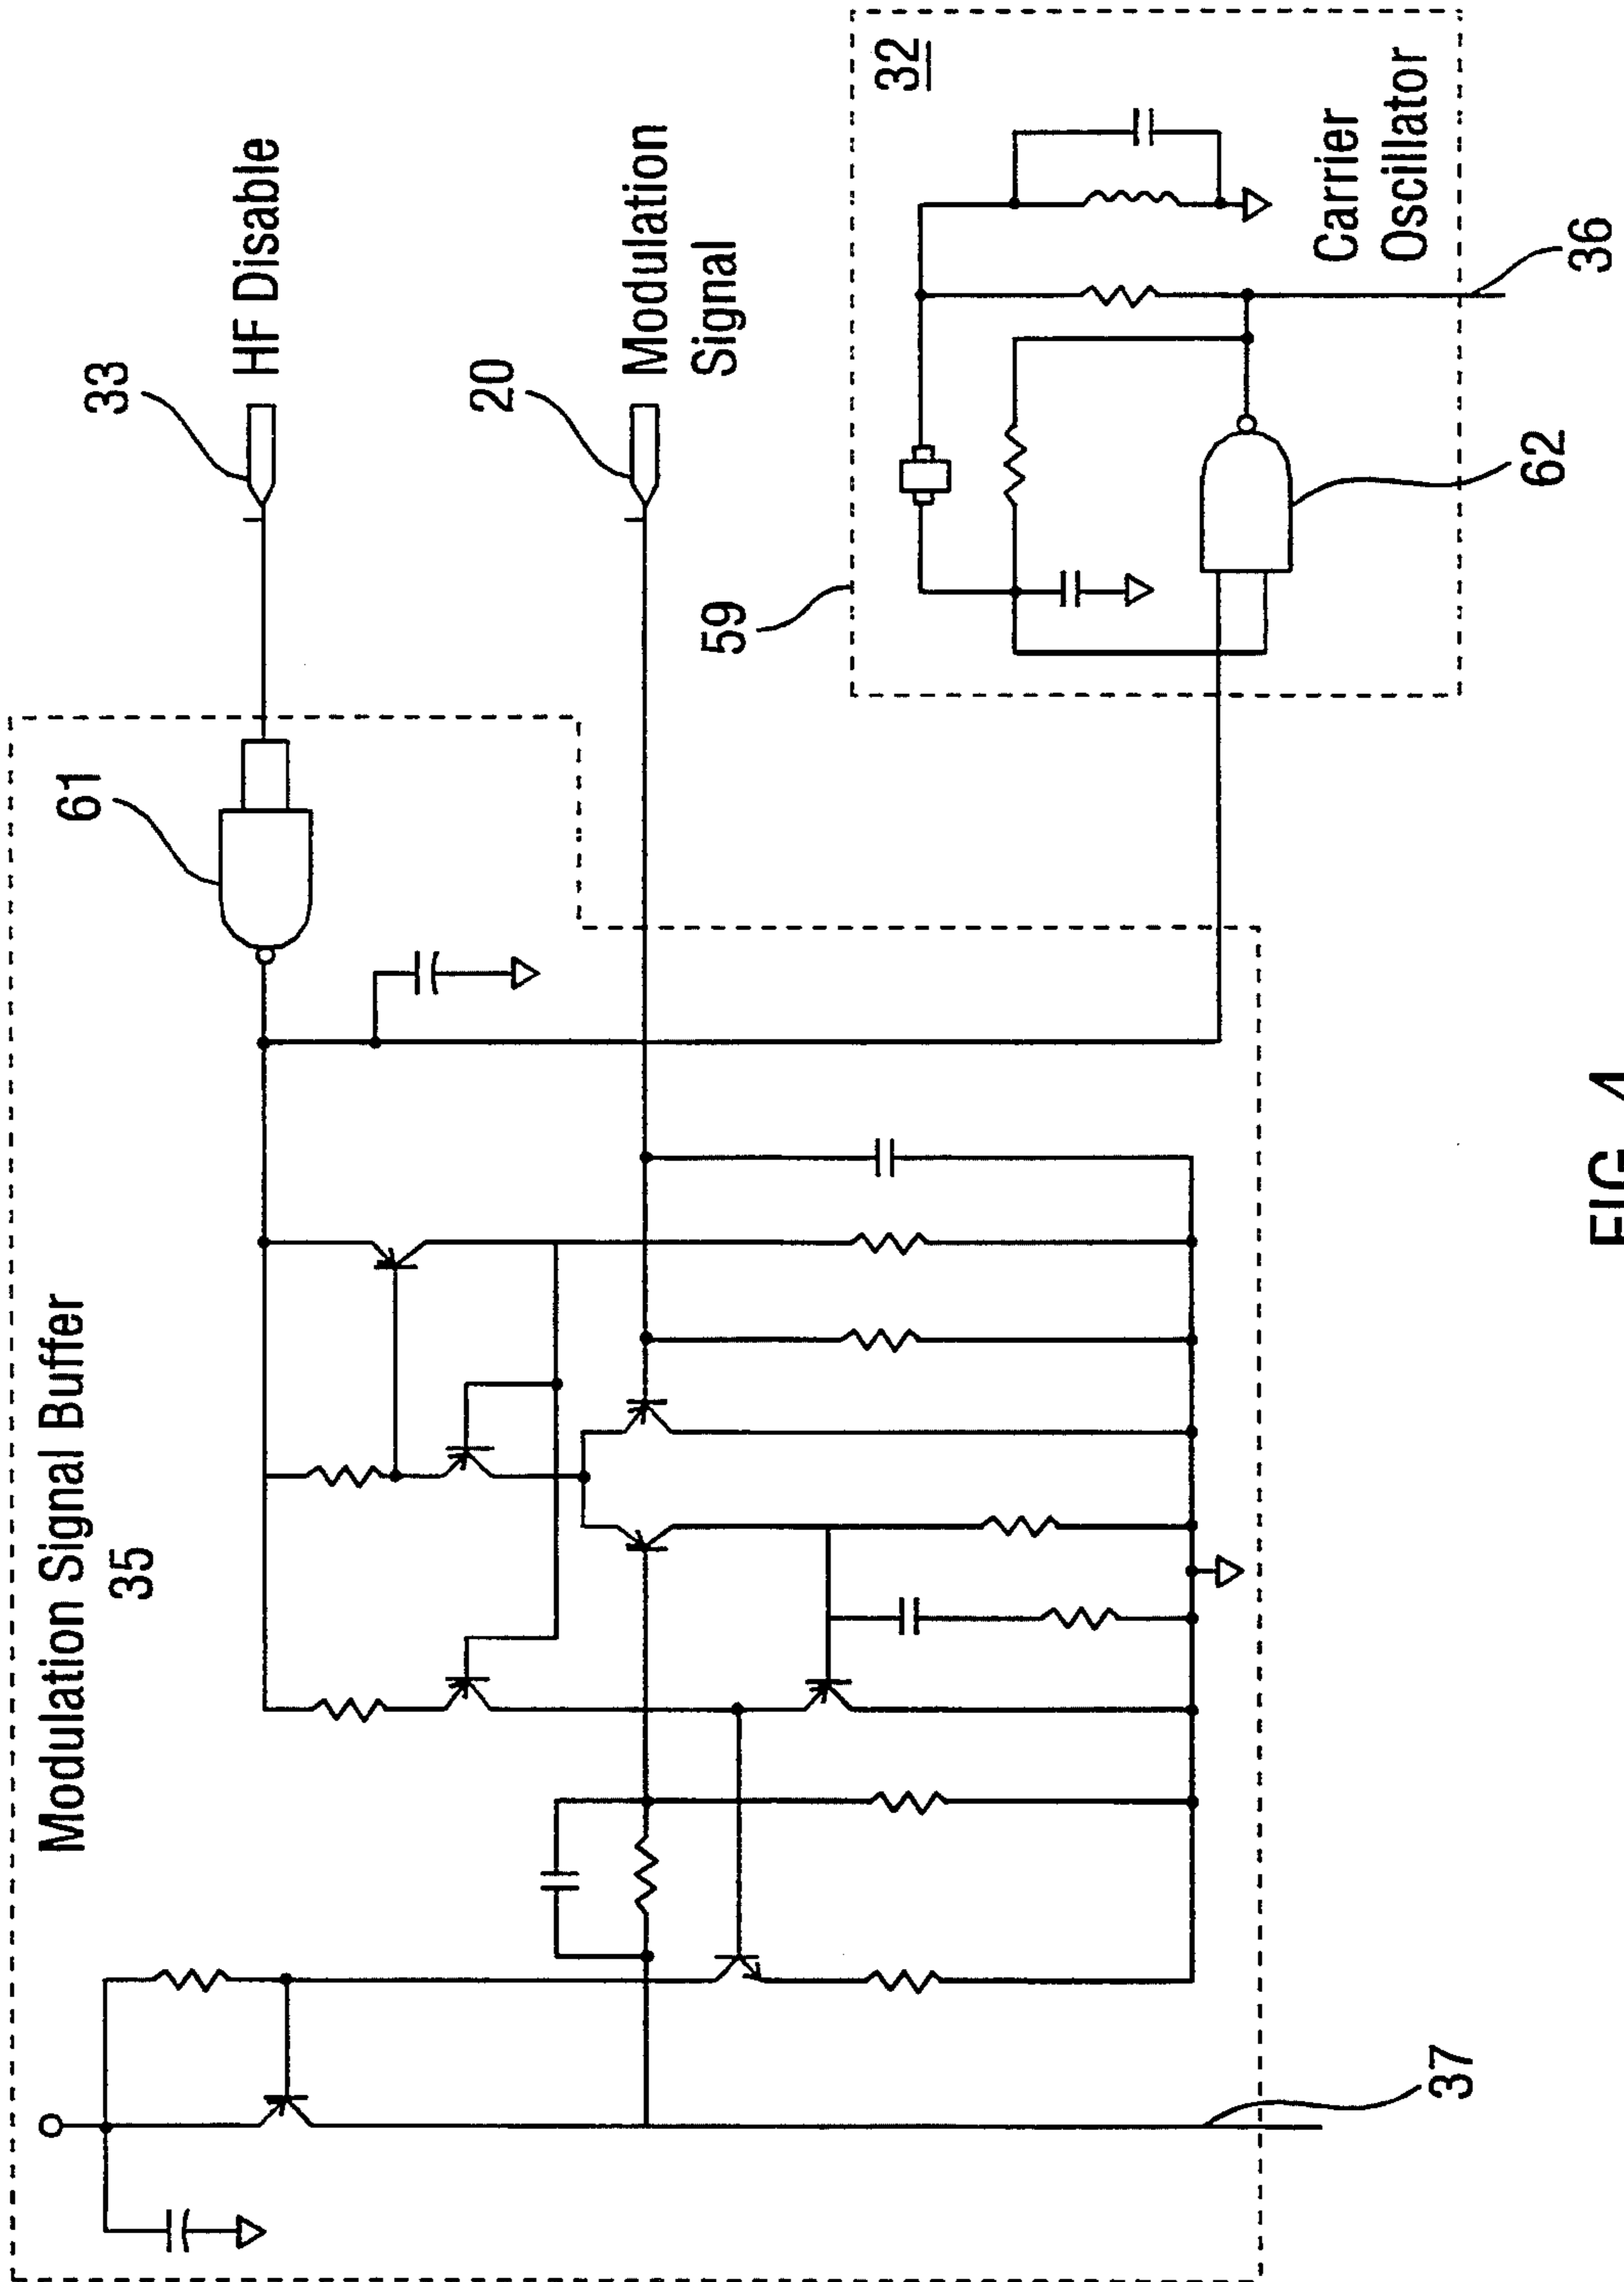 Modulation Signal Buffer
35
61
33
HF Disable
20
Modulation
Signal
59
32
Carrier
Oscillator
62
36
37
FIG. 4